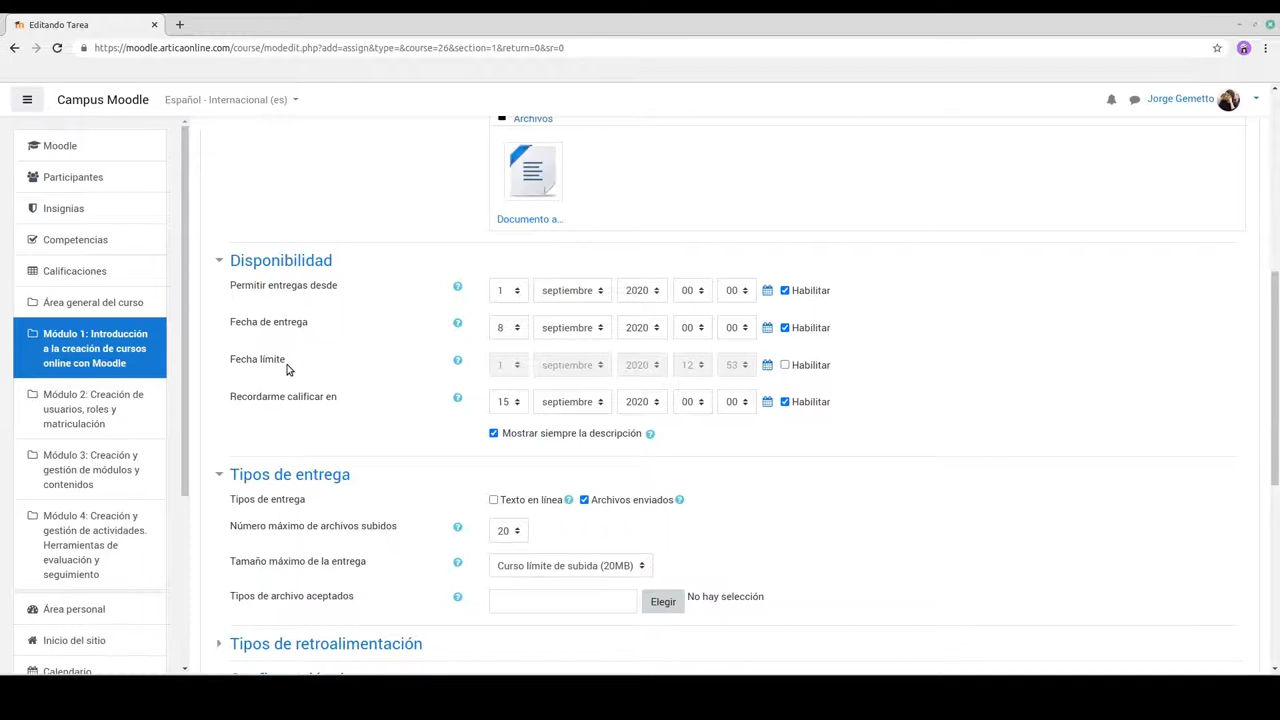 Editando Tarea
https://moodle.articaonline.com/course/modedit.php?add=assign&type=&course=26&section=1&return=0&sr=0
Campus Moodle
Español - Internacional (es)
Jorge Gemetto
Moodle
Participantes
Insignias
Competencias
Calificaciones
Área general del curso
Módulo 1: Introducción
a la creación de cursos
online con Moodle
Módulo 2: Creación de
usuarios, roles y
matriculación
Módulo 3: Creación y
gestión de módulos y
contenidos
Módulo 4: Creación y
gestión de actividades.
Herramientas de
evaluación y
seguimiento
Área personal
Inicio del sitio
Calendario
Archivos
Documento a...
Disponibilidad
Permitir entregas desde
1 septiembre 2020 00 00 Habilitar
Fecha de entrega
8 septiembre 2020 00 00 Habilitar
Fecha límite
1 septiembre 2020 12 53 Habilitar
Recordarme calificar en
15 septiembre 2020 00 00 Habilitar
Mostrar siempre la descripción
Tipos de entrega
Tipos de entrega
Texto en línea Archivos enviados
Número máximo de archivos subidos
20
Tamaño máximo de la entrega
Curso límite de subida (20MB)
Tipos de archivo aceptados
Elegir No hay selección
Tipos de retroalimentación